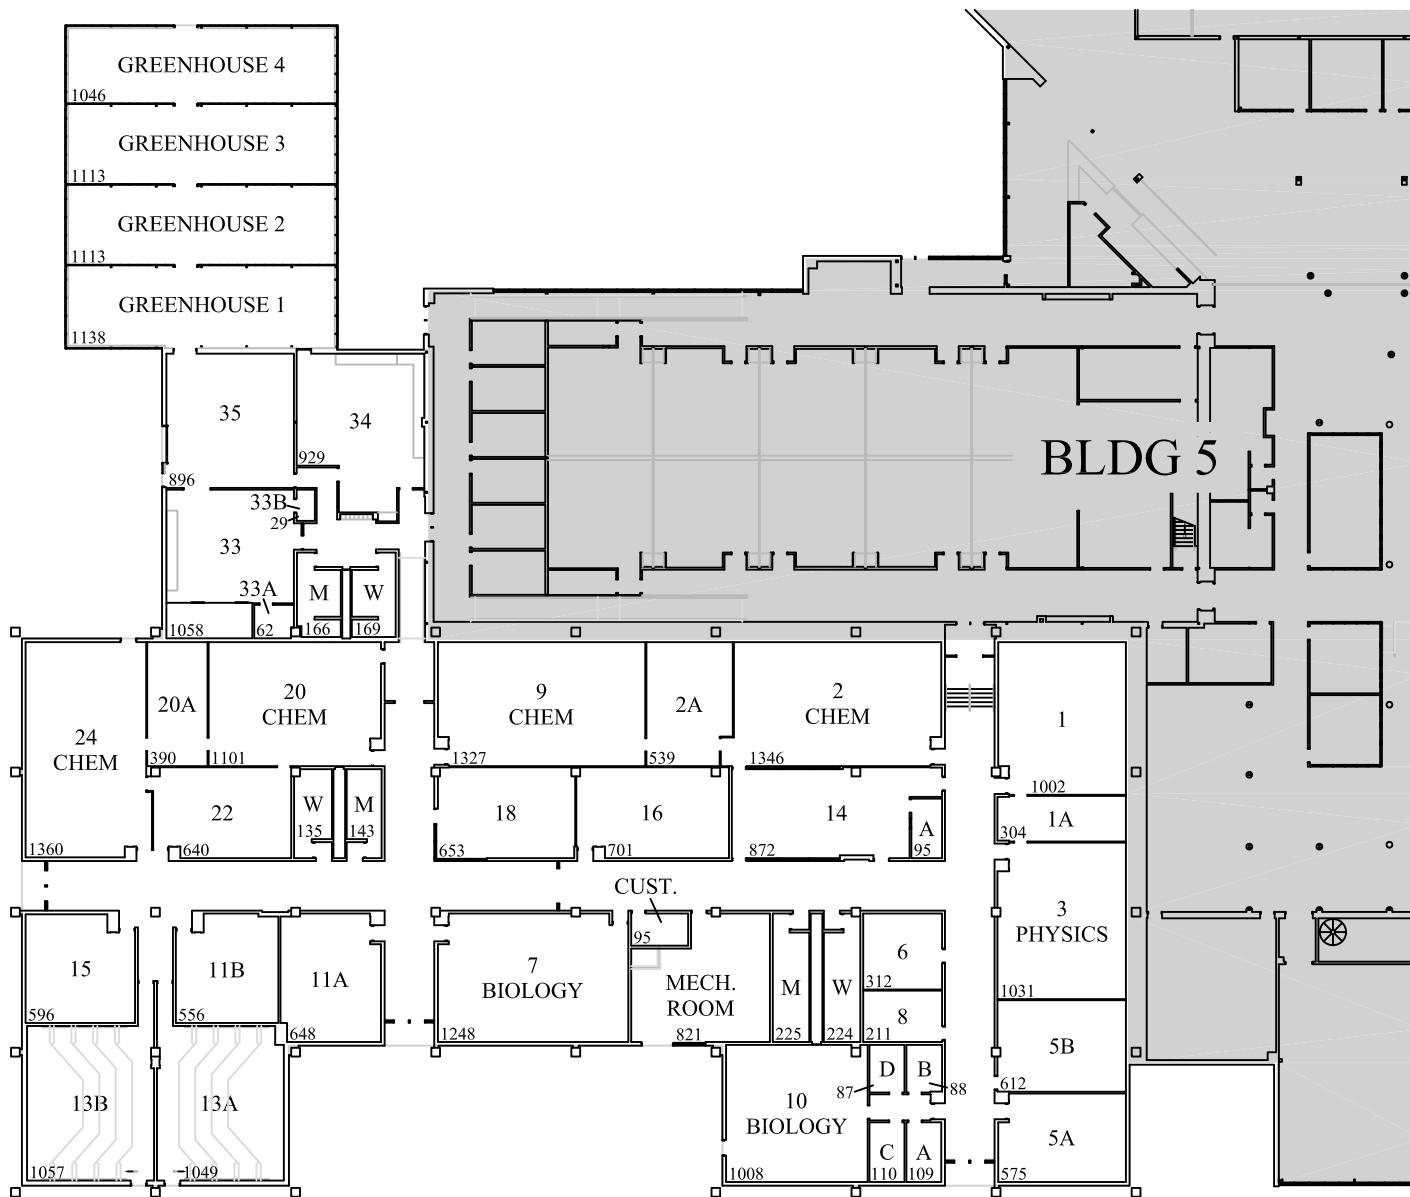 GREENHOUSE 4
1046
GREENHOUSE 3
1113
GREENHOUSE 2
1113
GREENHOUSE 1
1138
35
896
34
929
BLDG 5
33B
29
33
33A
1058
62
M
166
W
169
24
CHEM
1360
20A
390
20
CHEM
1101
9
CHEM
1327
2A
539
2
CHEM
1346
1
1002
22
640
W
135
M
143
18
653
16
701
14
872
A
95
1A
304
CUST.
95
3
PHYSICS
1031
15
596
11B
556
11A
648
7
BIOLOGY
1248
MECH.
ROOM
821
M
225
W
224
6
312
8
211
5B
612
13B
1057
13A
1049
10
BIOLOGY
1008
D
87
B
88
C
110
A
109
5A
575